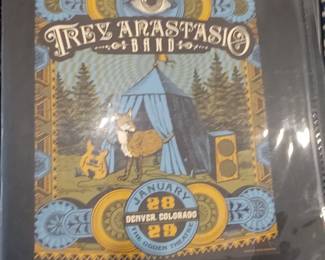 TREY ANASTASIO
BAND
JANUARY
28
DENVER, COLORADO
29
THE OGDEN THEATRE